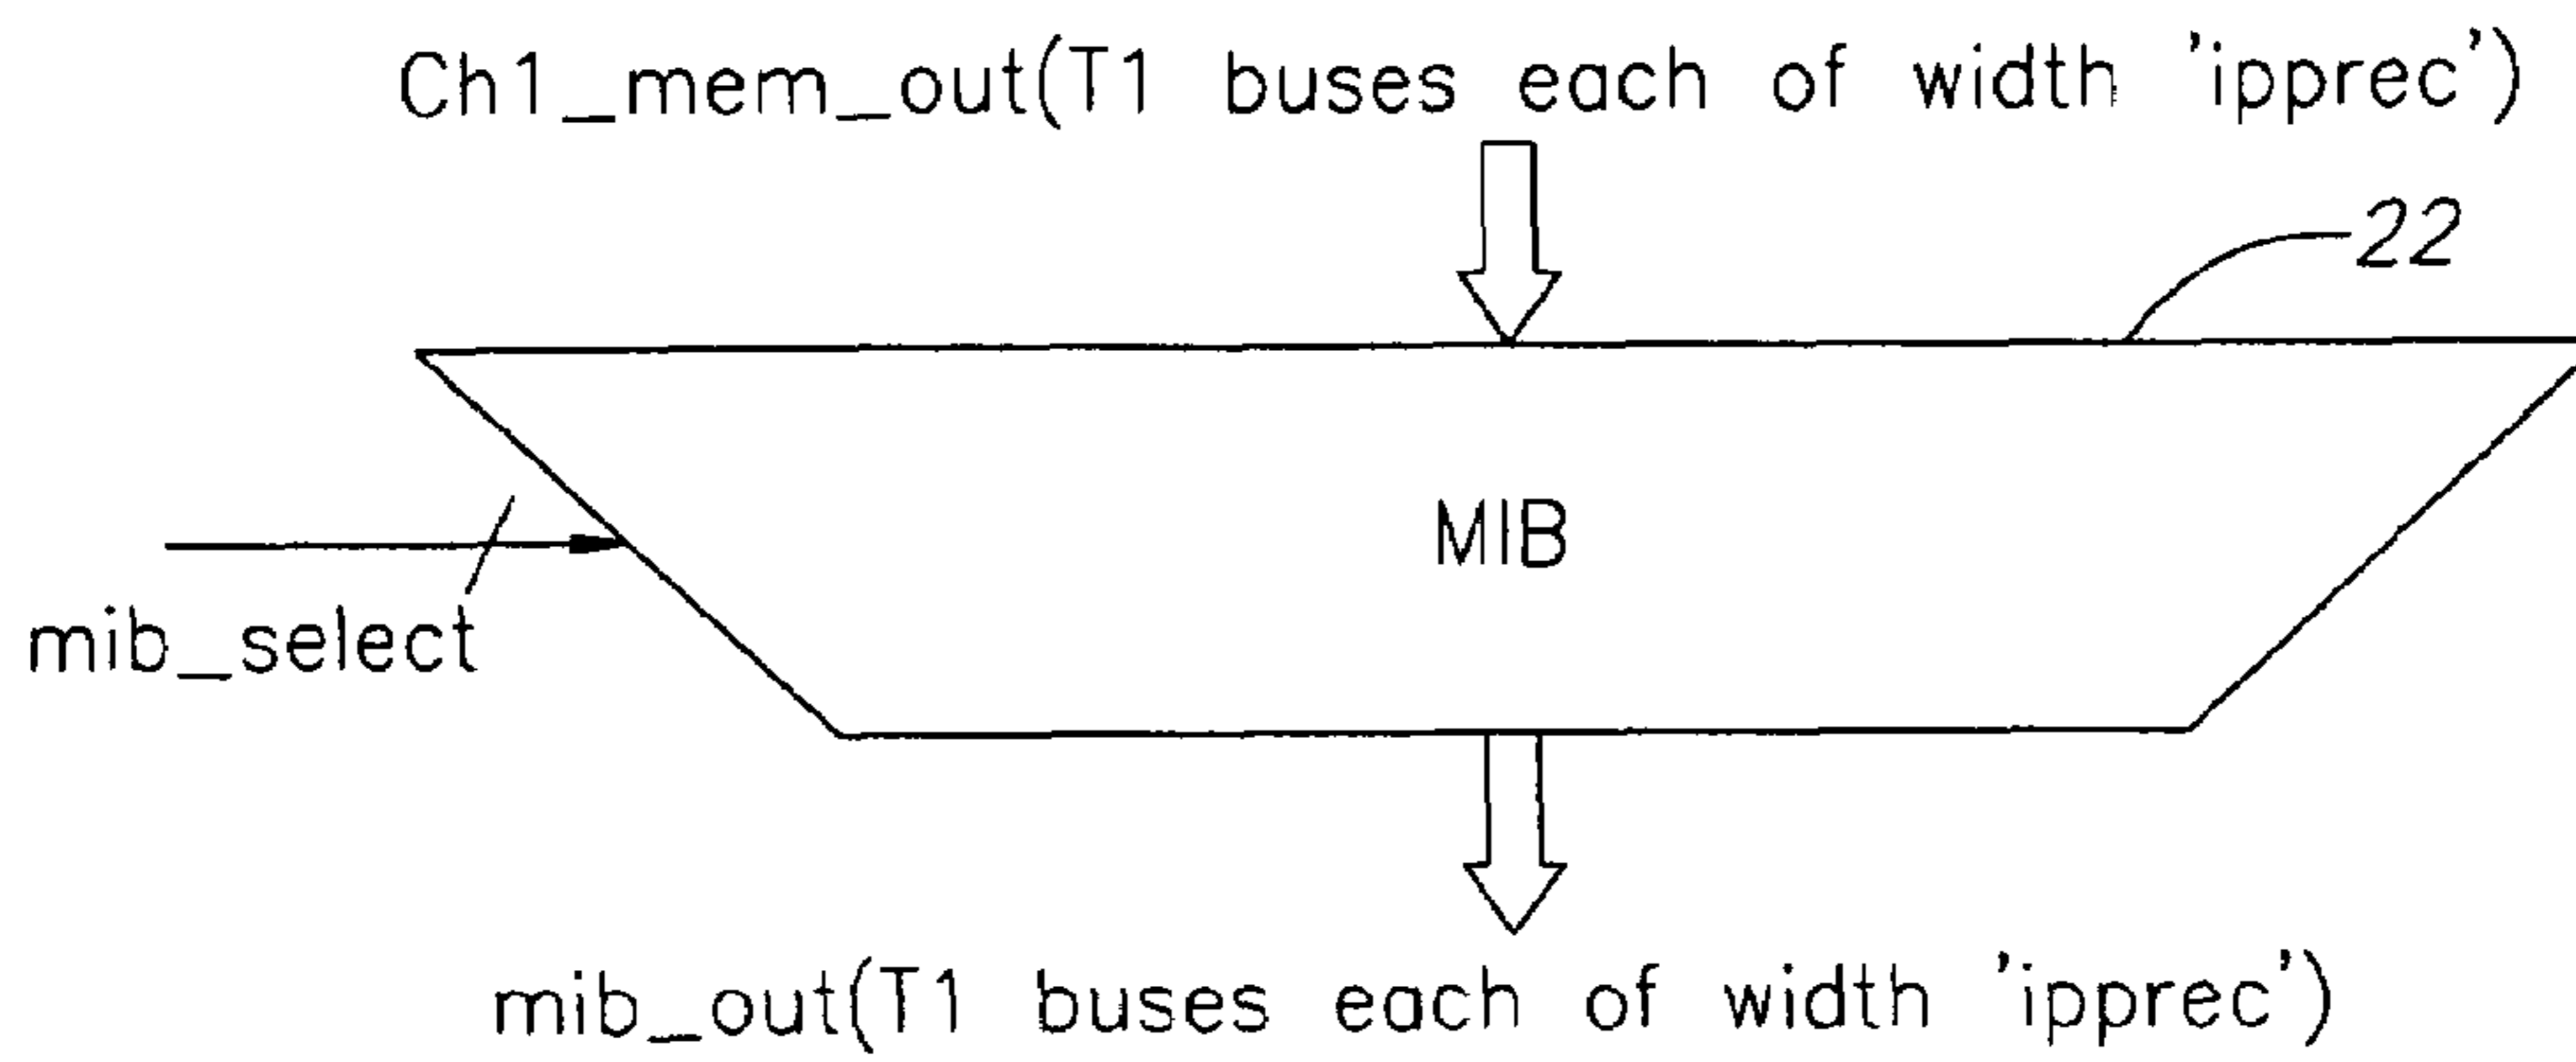 Ch1_mem_out(T1 buses each of width 'ipprec')
22
MIB
mib_select
mib_out(T1 buses each of width 'ipprec')